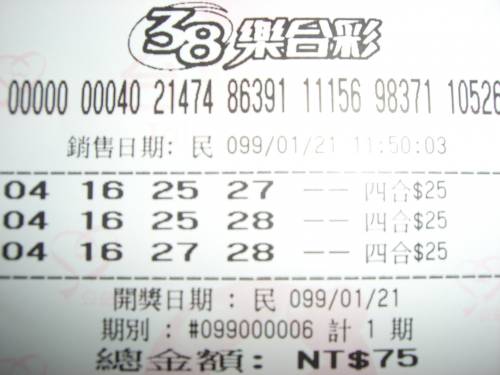 38樂合彩
00000 00040 21474 86391 11156 98371 10526
銷售日期: 民 099/01/21 11:50:03
04 16 25 27 -- 四合$25
04 16 25 28 -- 四合$25
04 16 27 28 -- 四合$25
開獎日期 : 民 099/01/21
期別 : #099000006 計 1 期
總金額: NT$75